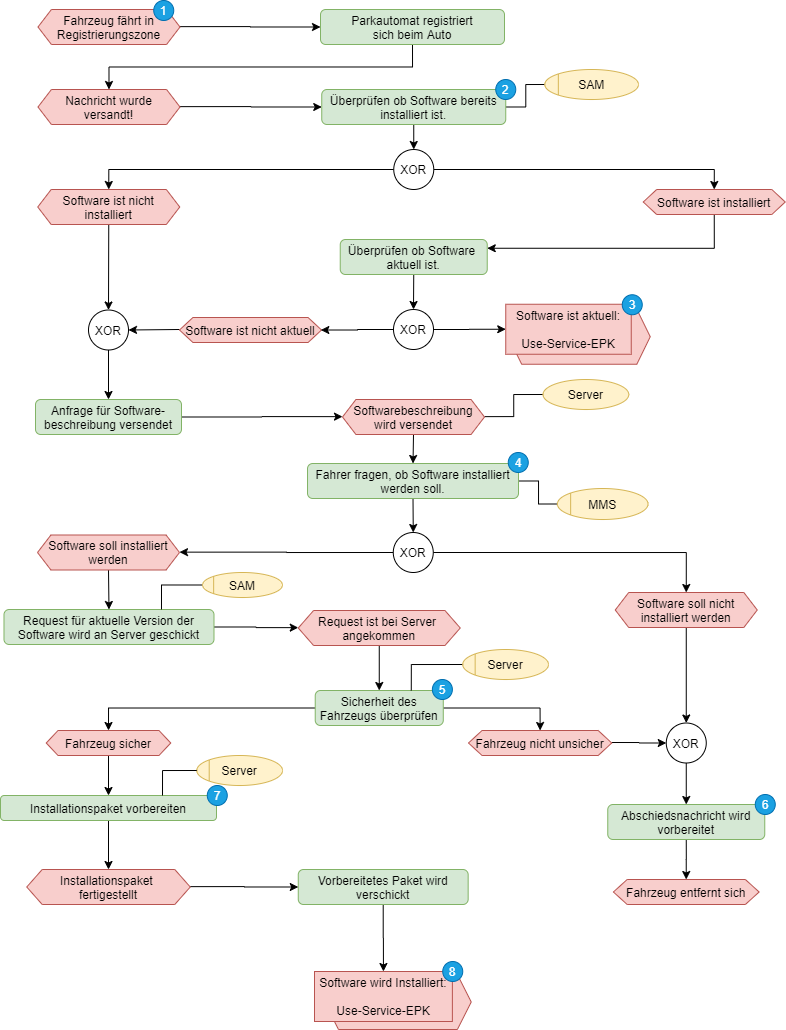 1
Fahrzeug fährt in
Registrierungszone
Parkautomat registriert
sich beim Auto
Nachricht wurde
versandt!
2
Überprüfen ob Software bereits
installiert ist.
SAM
XOR
Software ist nicht
installiert
Software ist installiert
Überprüfen ob Software
aktuell ist.
XOR
Software ist nicht aktuell
XOR
3
Software ist aktuell:
Use-Service-EPK
Anfrage für Software-
beschreibung versendet
Softwarebeschreibung
wird versendet
Server
4
Fahrer fragen, ob Software installiert
werden soll.
MMS
Software soll installiert
werden
XOR
SAM
Software soll nicht
installiert werden
Request für aktuelle Version der
Software wird an Server geschickt
Request ist bei Server
angekommen
Server
5
Sicherheit des
Fahrzeugs überprüfen
Fahrzeug sicher
Fahrzeug nicht unsicher
XOR
Server
7
Installationspaket vorbereiten
6
Abschiedsnachricht wird
vorbereitet
Installationspaket
fertigestellt
Vorbereitetes Paket wird
verschickt
Fahrzeug entfernt sich
8
Software wird Installiert:
Use-Service-EPK